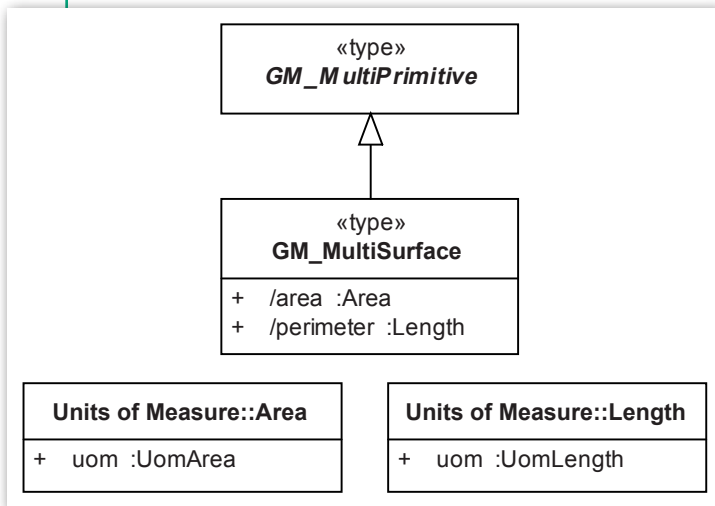 «type»
GM_MultiPrimitive
«type»
GM_MultiSurface
+ /area :Area
+ /perimeter :Length
Units of Measure::Area
+ uom :UomArea
Units of Measure::Length
+ uom :UomLength